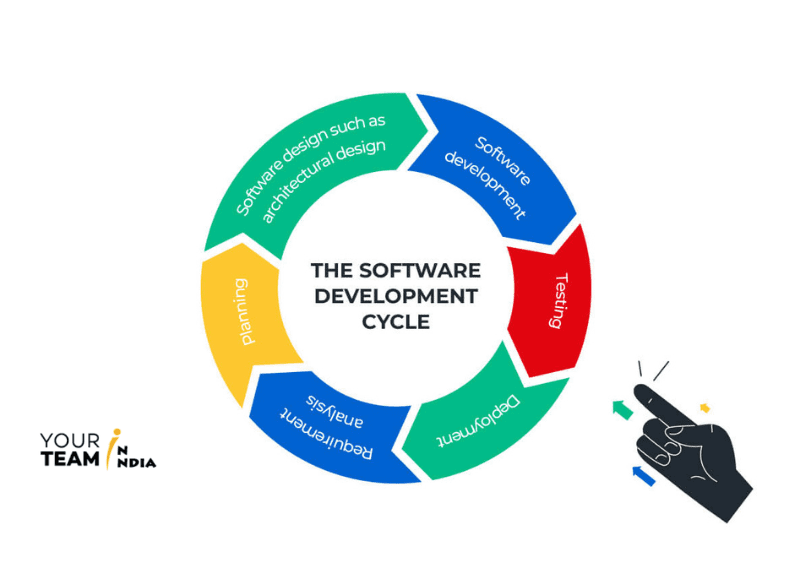 Software design such as
architectural design
Software
development
Testing
Deployment
Requirement
analysis
Planning
THE SOFTWARE
DEVELOPMENT
CYCLE
YOUR iN
TEAM iNDIA